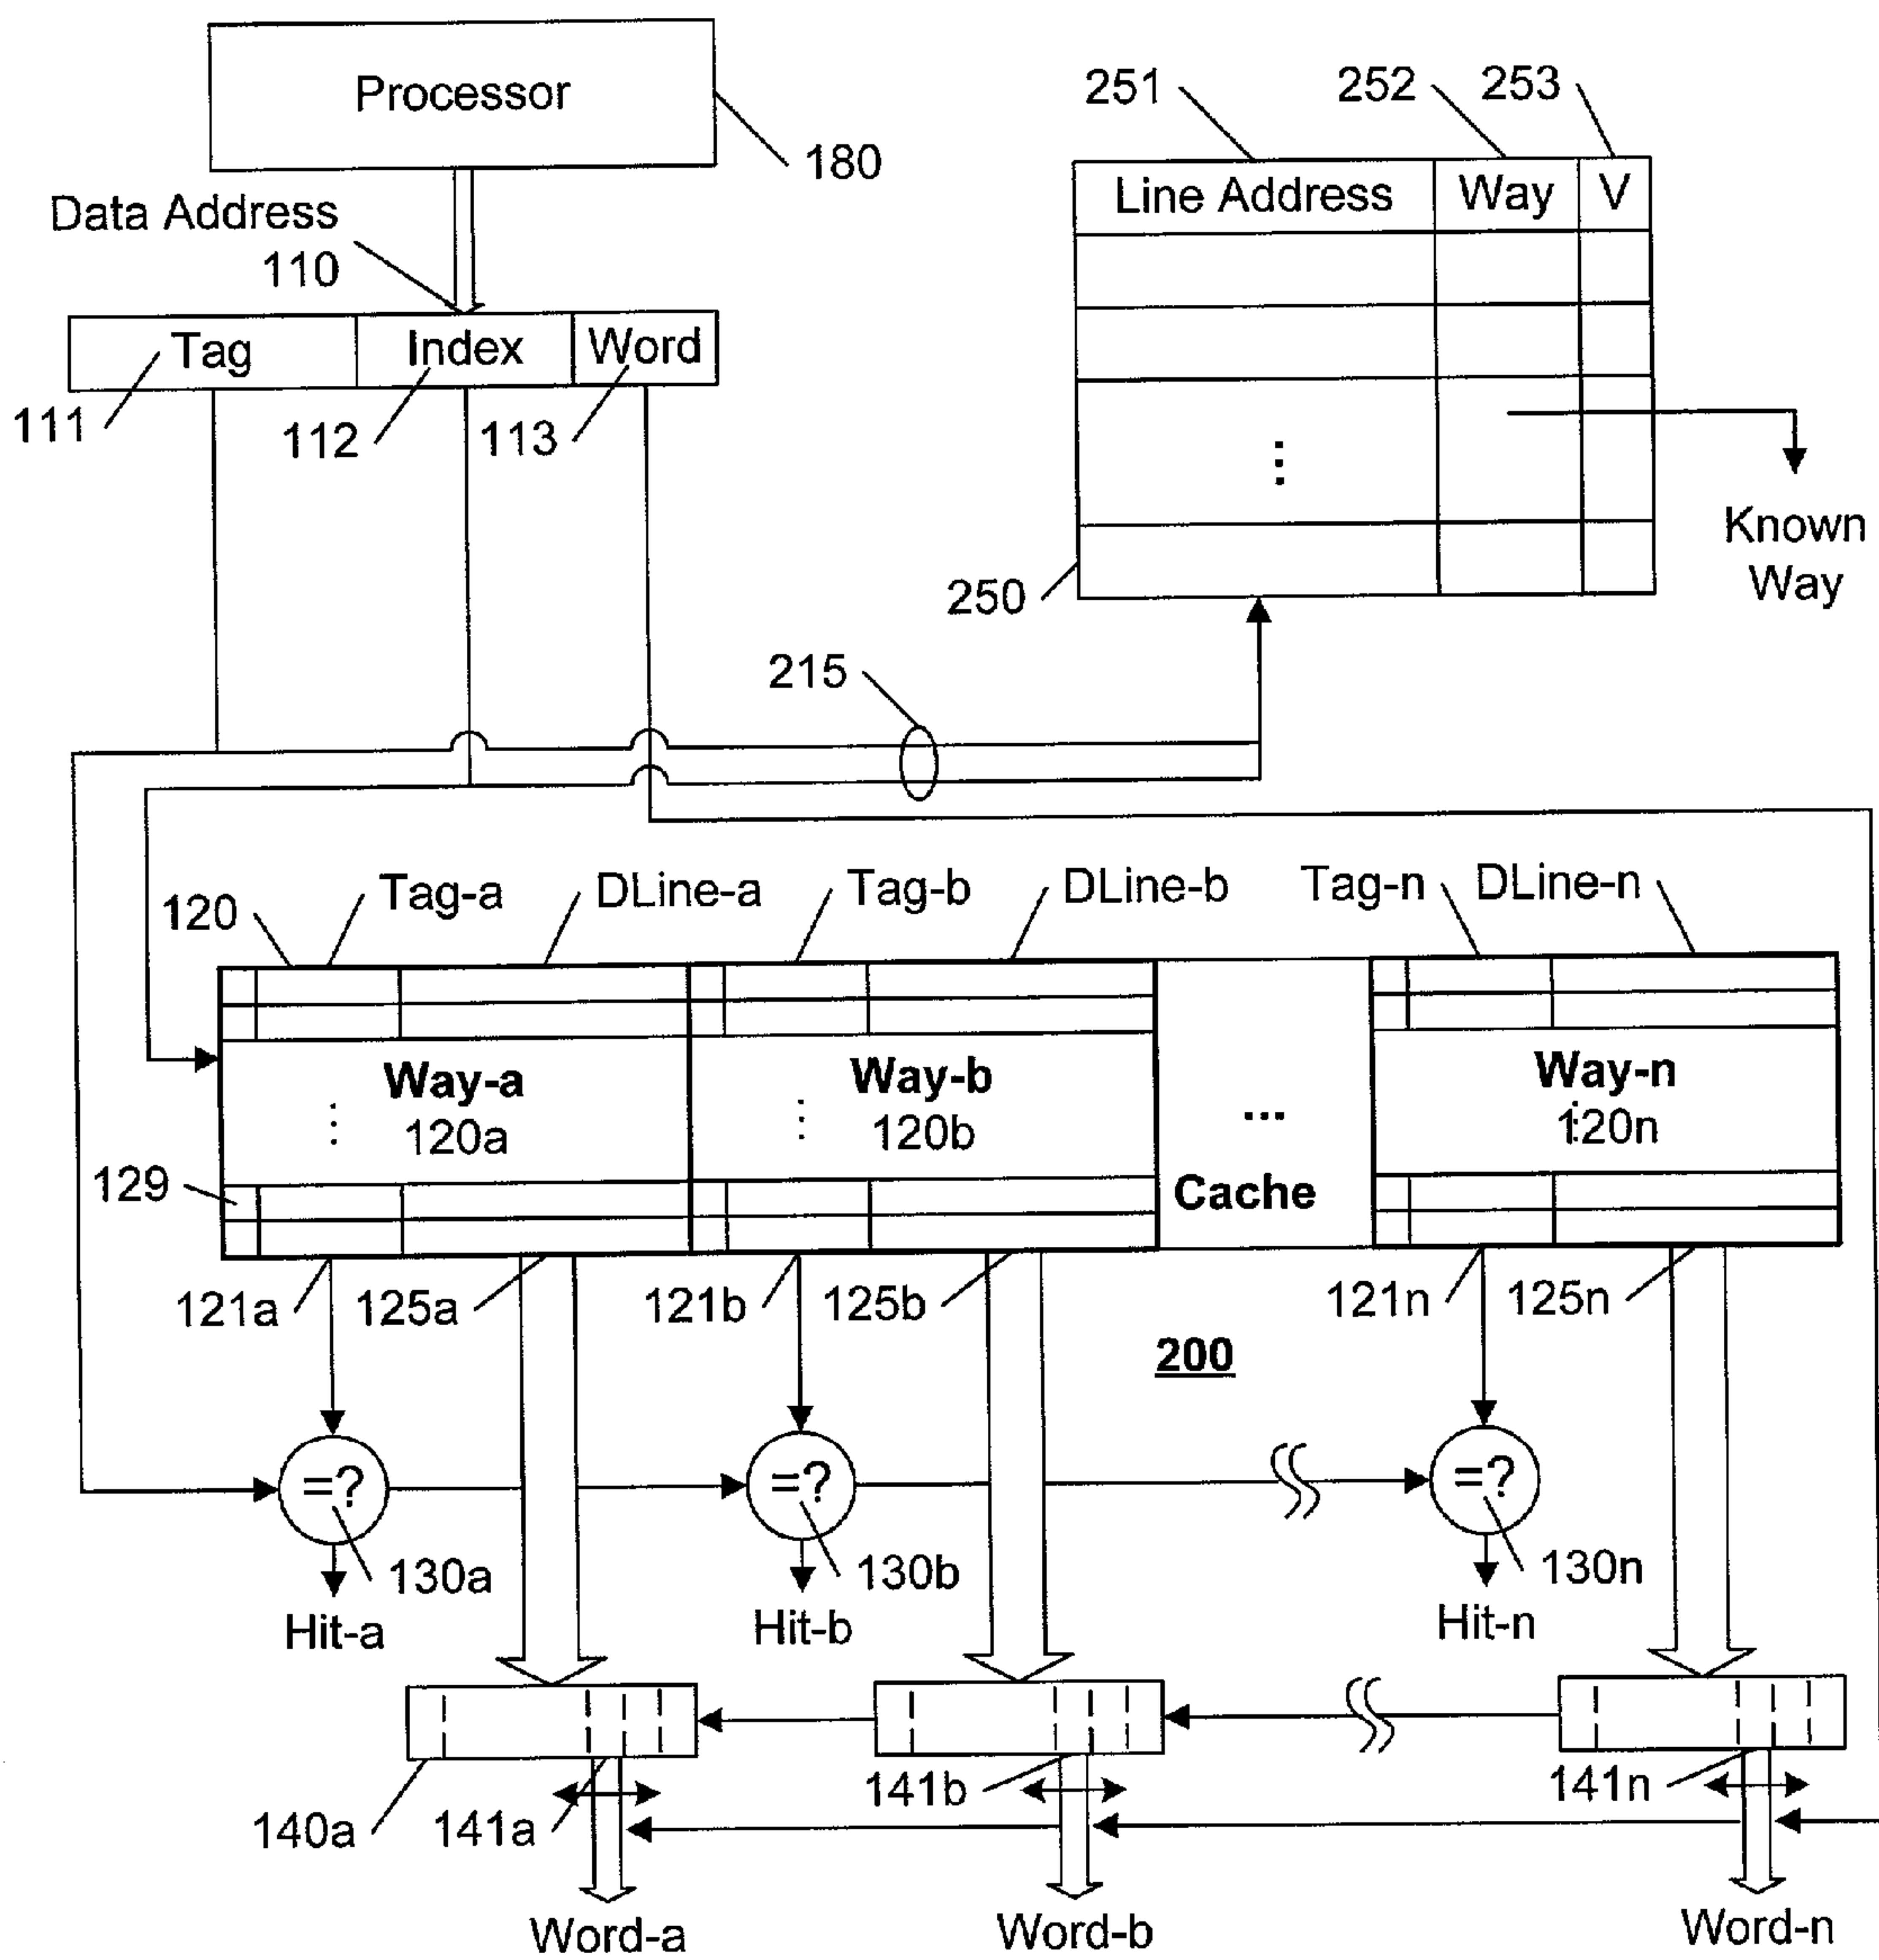 Processor
180
Data Address
110
Tag Index Word
111 112 113
251 252 253
Line Address Way V
⋮
250
Known
Way
215
120 Tag-a DLine-a Tag-b DLine-b Tag-n DLine-n
Way-a Way-b Way-n
⋮ 120a ⋮ 120b ... 120n
129
Cache
121a 125a 121b 125b 121n 125n
200
=? =? =?
130a 130b 130n
Hit-a Hit-b Hit-n
140a 141a 141b 141n
Word-a Word-b Word-n